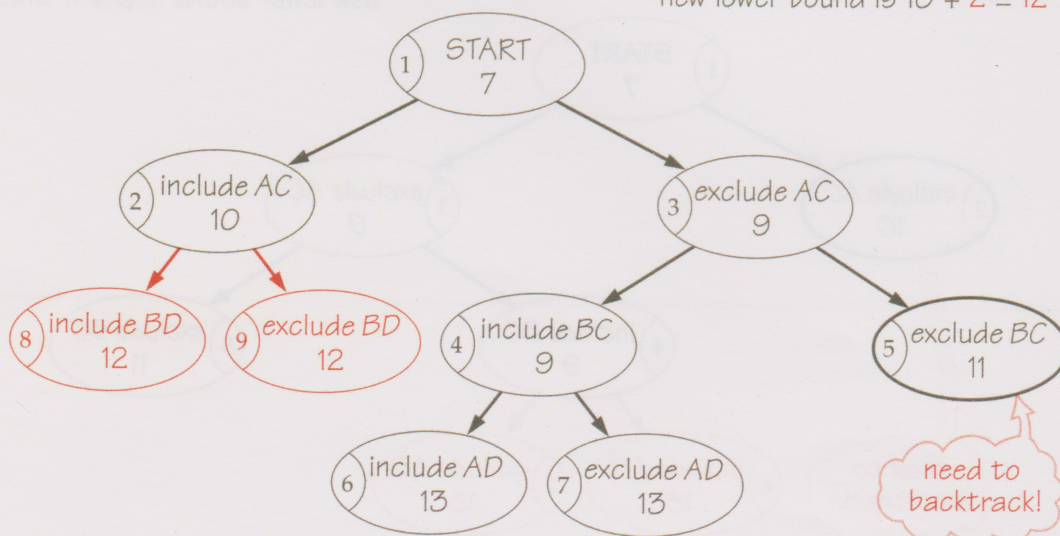 new lower bound is 10 + 2 = 12
1 START
7
2 include AC
10
3 exclude AC
9
8 include BD
12
9 exclude BD
12
4 include BC
9
5 exclude BC
11
6 include AD
13
7 exclude AD
13
need to
backtrack!